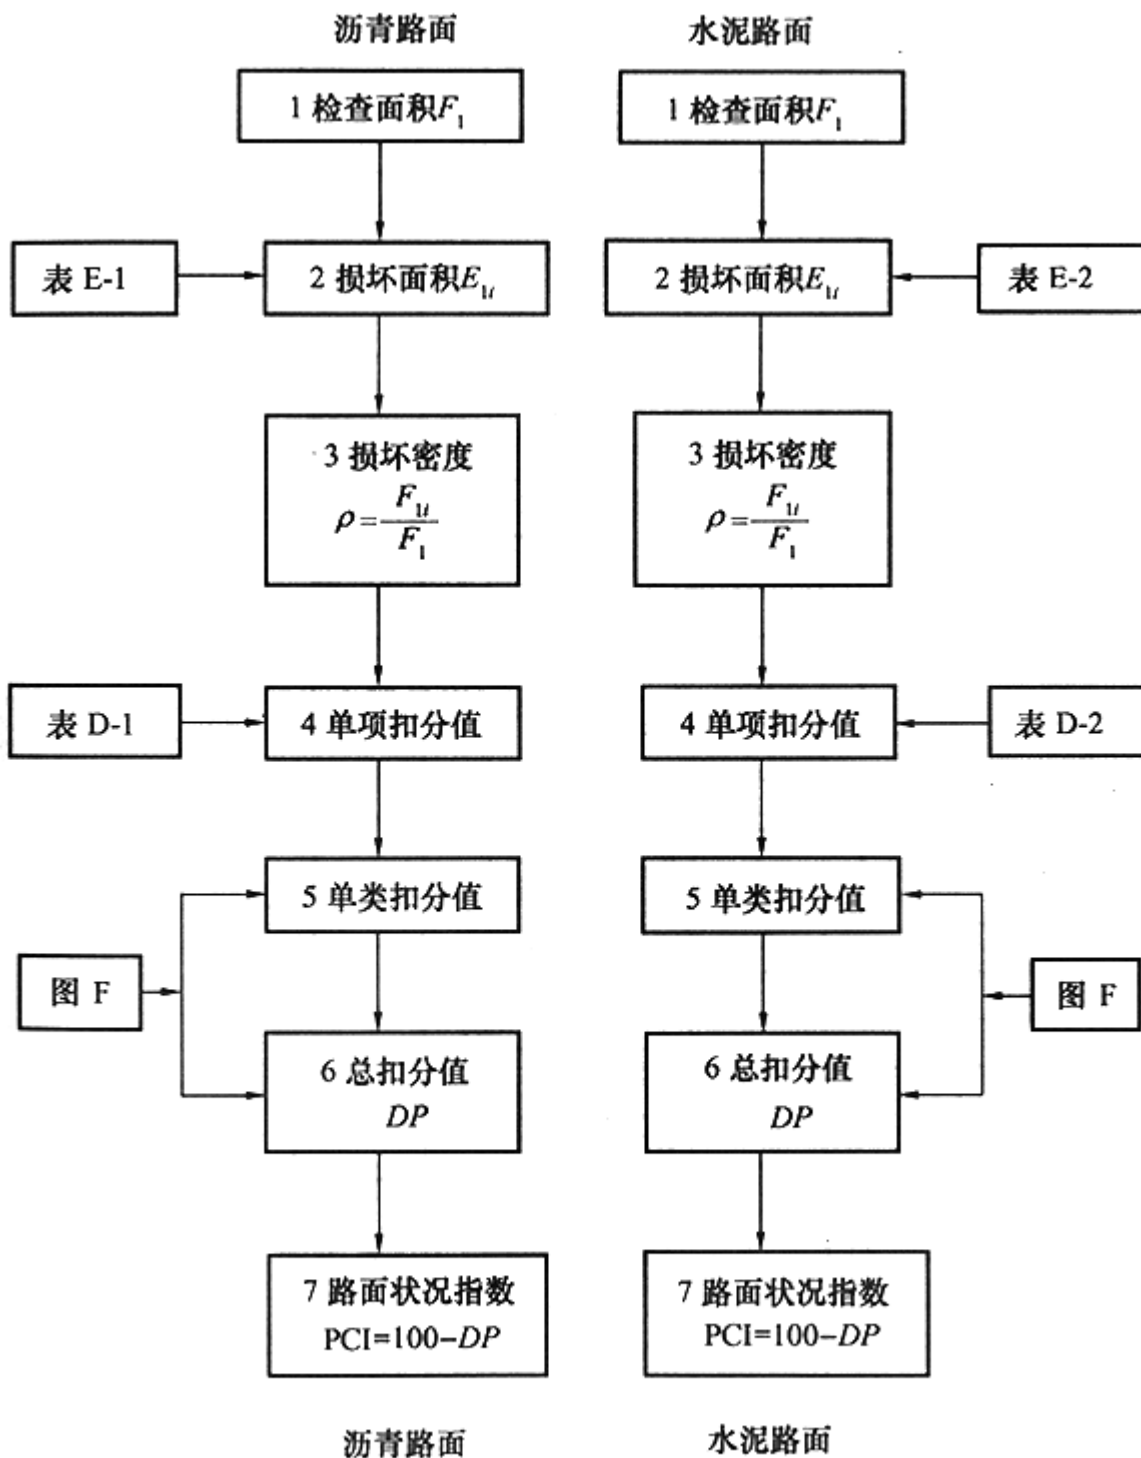 沥青路面
水泥路面
1 检查面积F₁
1 检查面积F₁
表 E-1
2 损坏面积E₁ᵢ
2 损坏面积E₁ᵢ
表 E-2
3 损坏密度
ρ=F₁ᵢ/F₁
3 损坏密度
ρ=F₁ᵢ/F₁
表 D-1
4 单项扣分值
4 单项扣分值
表 D-2
5 单类扣分值
5 单类扣分值
图 F
图 F
6 总扣分值
DP
6 总扣分值
DP
7 路面状况指数
PCI=100−DP
7 路面状况指数
PCI=100−DP
沥青路面
水泥路面